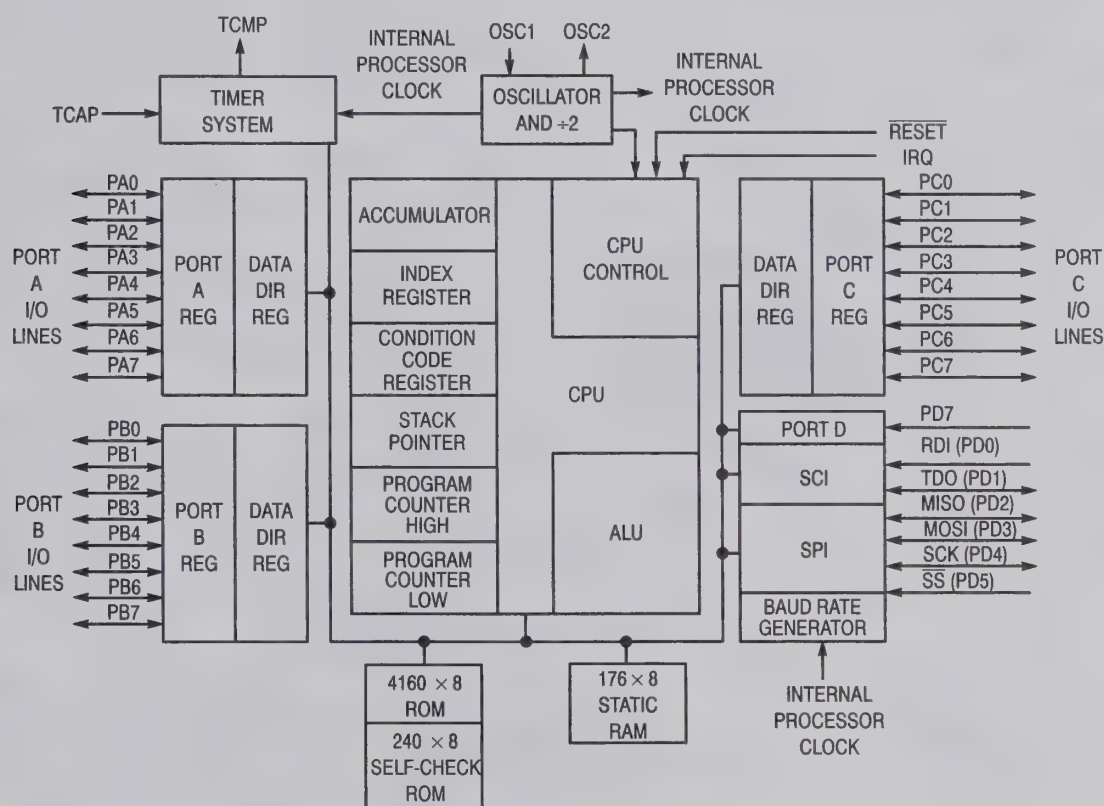 TCMP
OSC1
OSC2
INTERNAL
PROCESSOR
CLOCK
INTERNAL
PROCESSOR
CLOCK
TCAP
TIMER
SYSTEM
OSCILLATOR
AND ÷2
RESET
IRQ
PORT
A
I/O
LINES
PA0
PA1
PA2
PA3
PA4
PA5
PA6
PA7
PORT
A
REG
DATA
DIR
REG
PORT
B
I/O
LINES
PB0
PB1
PB2
PB3
PB4
PB5
PB6
PB7
PORT
B
REG
DATA
DIR
REG
ACCUMULATOR
INDEX
REGISTER
CONDITION
CODE
REGISTER
STACK
POINTER
PROGRAM
COUNTER
HIGH
PROGRAM
COUNTER
LOW
CPU
CONTROL
CPU
ALU
DATA
DIR
REG
PORT
C
REG
PC0
PC1
PC2
PC3
PC4
PC5
PC6
PC7
PORT
C
I/O
LINES
PORT D
SCI
SPI
BAUD RATE
GENERATOR
PD7
RDI (PD0)
TDO (PD1)
MISO (PD2)
MOSI (PD3)
SCK (PD4)
SS (PD5)
INTERNAL
PROCESSOR
CLOCK
4160 × 8
ROM
240 × 8
SELF-CHECK
ROM
176 × 8
STATIC
RAM